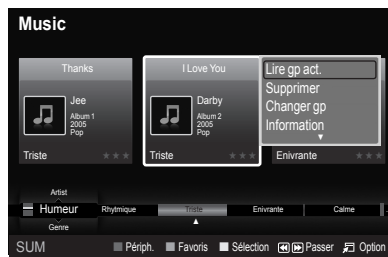 Music
Thanks
Jee
Album 1
2005
Pop
Triste
I Love You
Darby
Album 2
2005
Pop
Triste
Lire gp act.
Supprimer
Changer gp
Information
Enivrante
Artist
Humeur
Genre
Rhytmique
Triste
Enivrante
Calme
SUM Périph. Favoris Sélection Passer Option